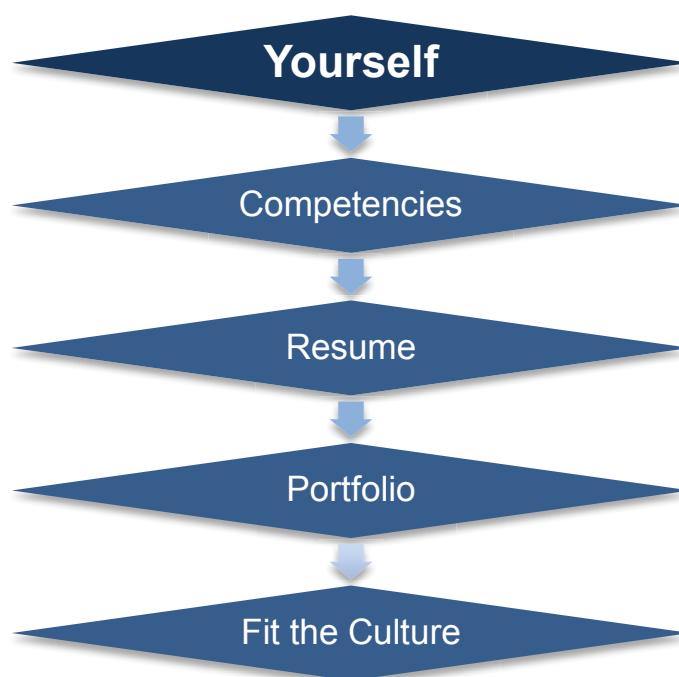 Yourself
Competencies
Resume
Portfolio
Fit the Culture